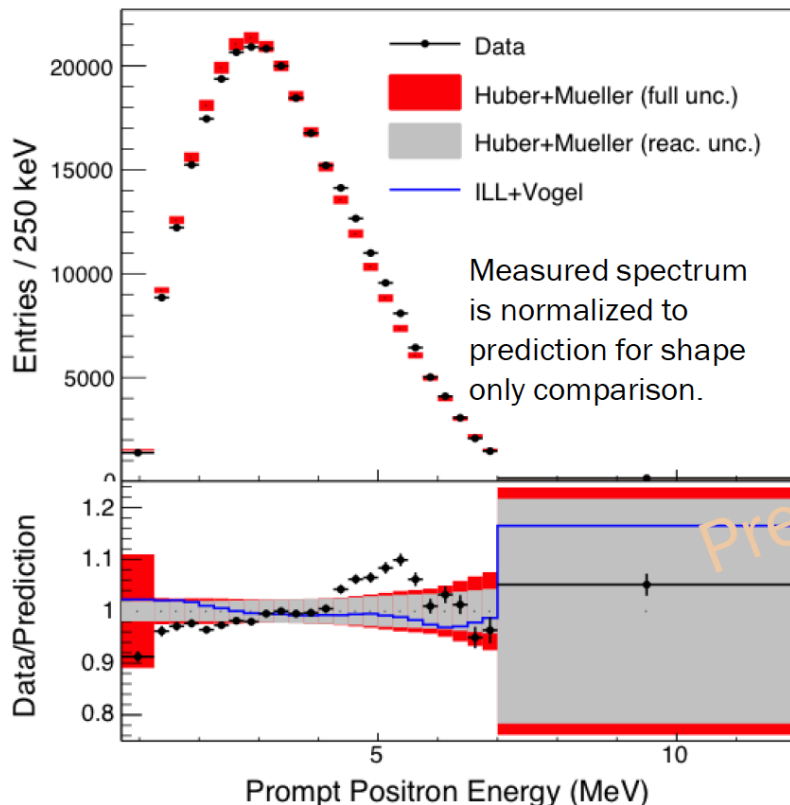 20000
15000
10000
5000
0
Entries / 250 keV
Data
Huber+Mueller (full unc.)
Huber+Mueller (reac. unc.)
ILL+Vogel
Measured spectrum
is normalized to
prediction for shape
only comparison.
1.2
1.1
1
0.9
0.8
Data/Prediction
Pre
5
10
Prompt Positron Energy (MeV)